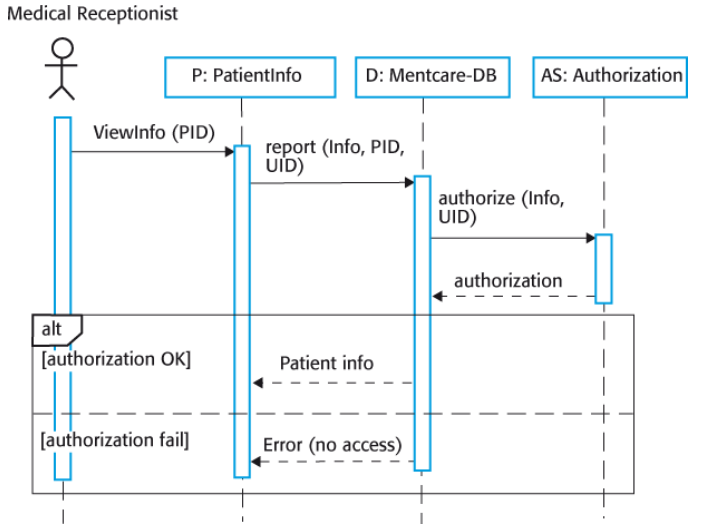 Medical Receptionist
P: PatientInfo
D: Mentcare-DB
AS: Authorization
ViewInfo (PID)
report (Info, PID,
UID)
authorize (Info,
UID)
authorization
alt
[authorization OK]
Patient info
[authorization fail]
Error (no access)